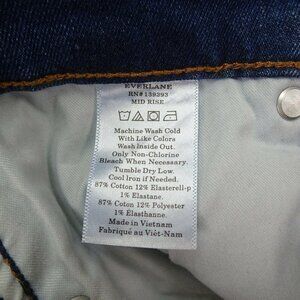 EVERLANE
RN# 139393
MID RISE
Machine Wash Cold
With Like Colors
Wash Inside Out.
Only Non-Chlorine
Bleach When Necessary.
Tumble Dry Low.
Cool Iron if Needed.
87% Cotton 12% Elasterell-p
1% Elastane.
87% Cotton 12% Polyester
1% Elasthanne.
Made in Vietnam
Fabriqué au Viêt-Nam